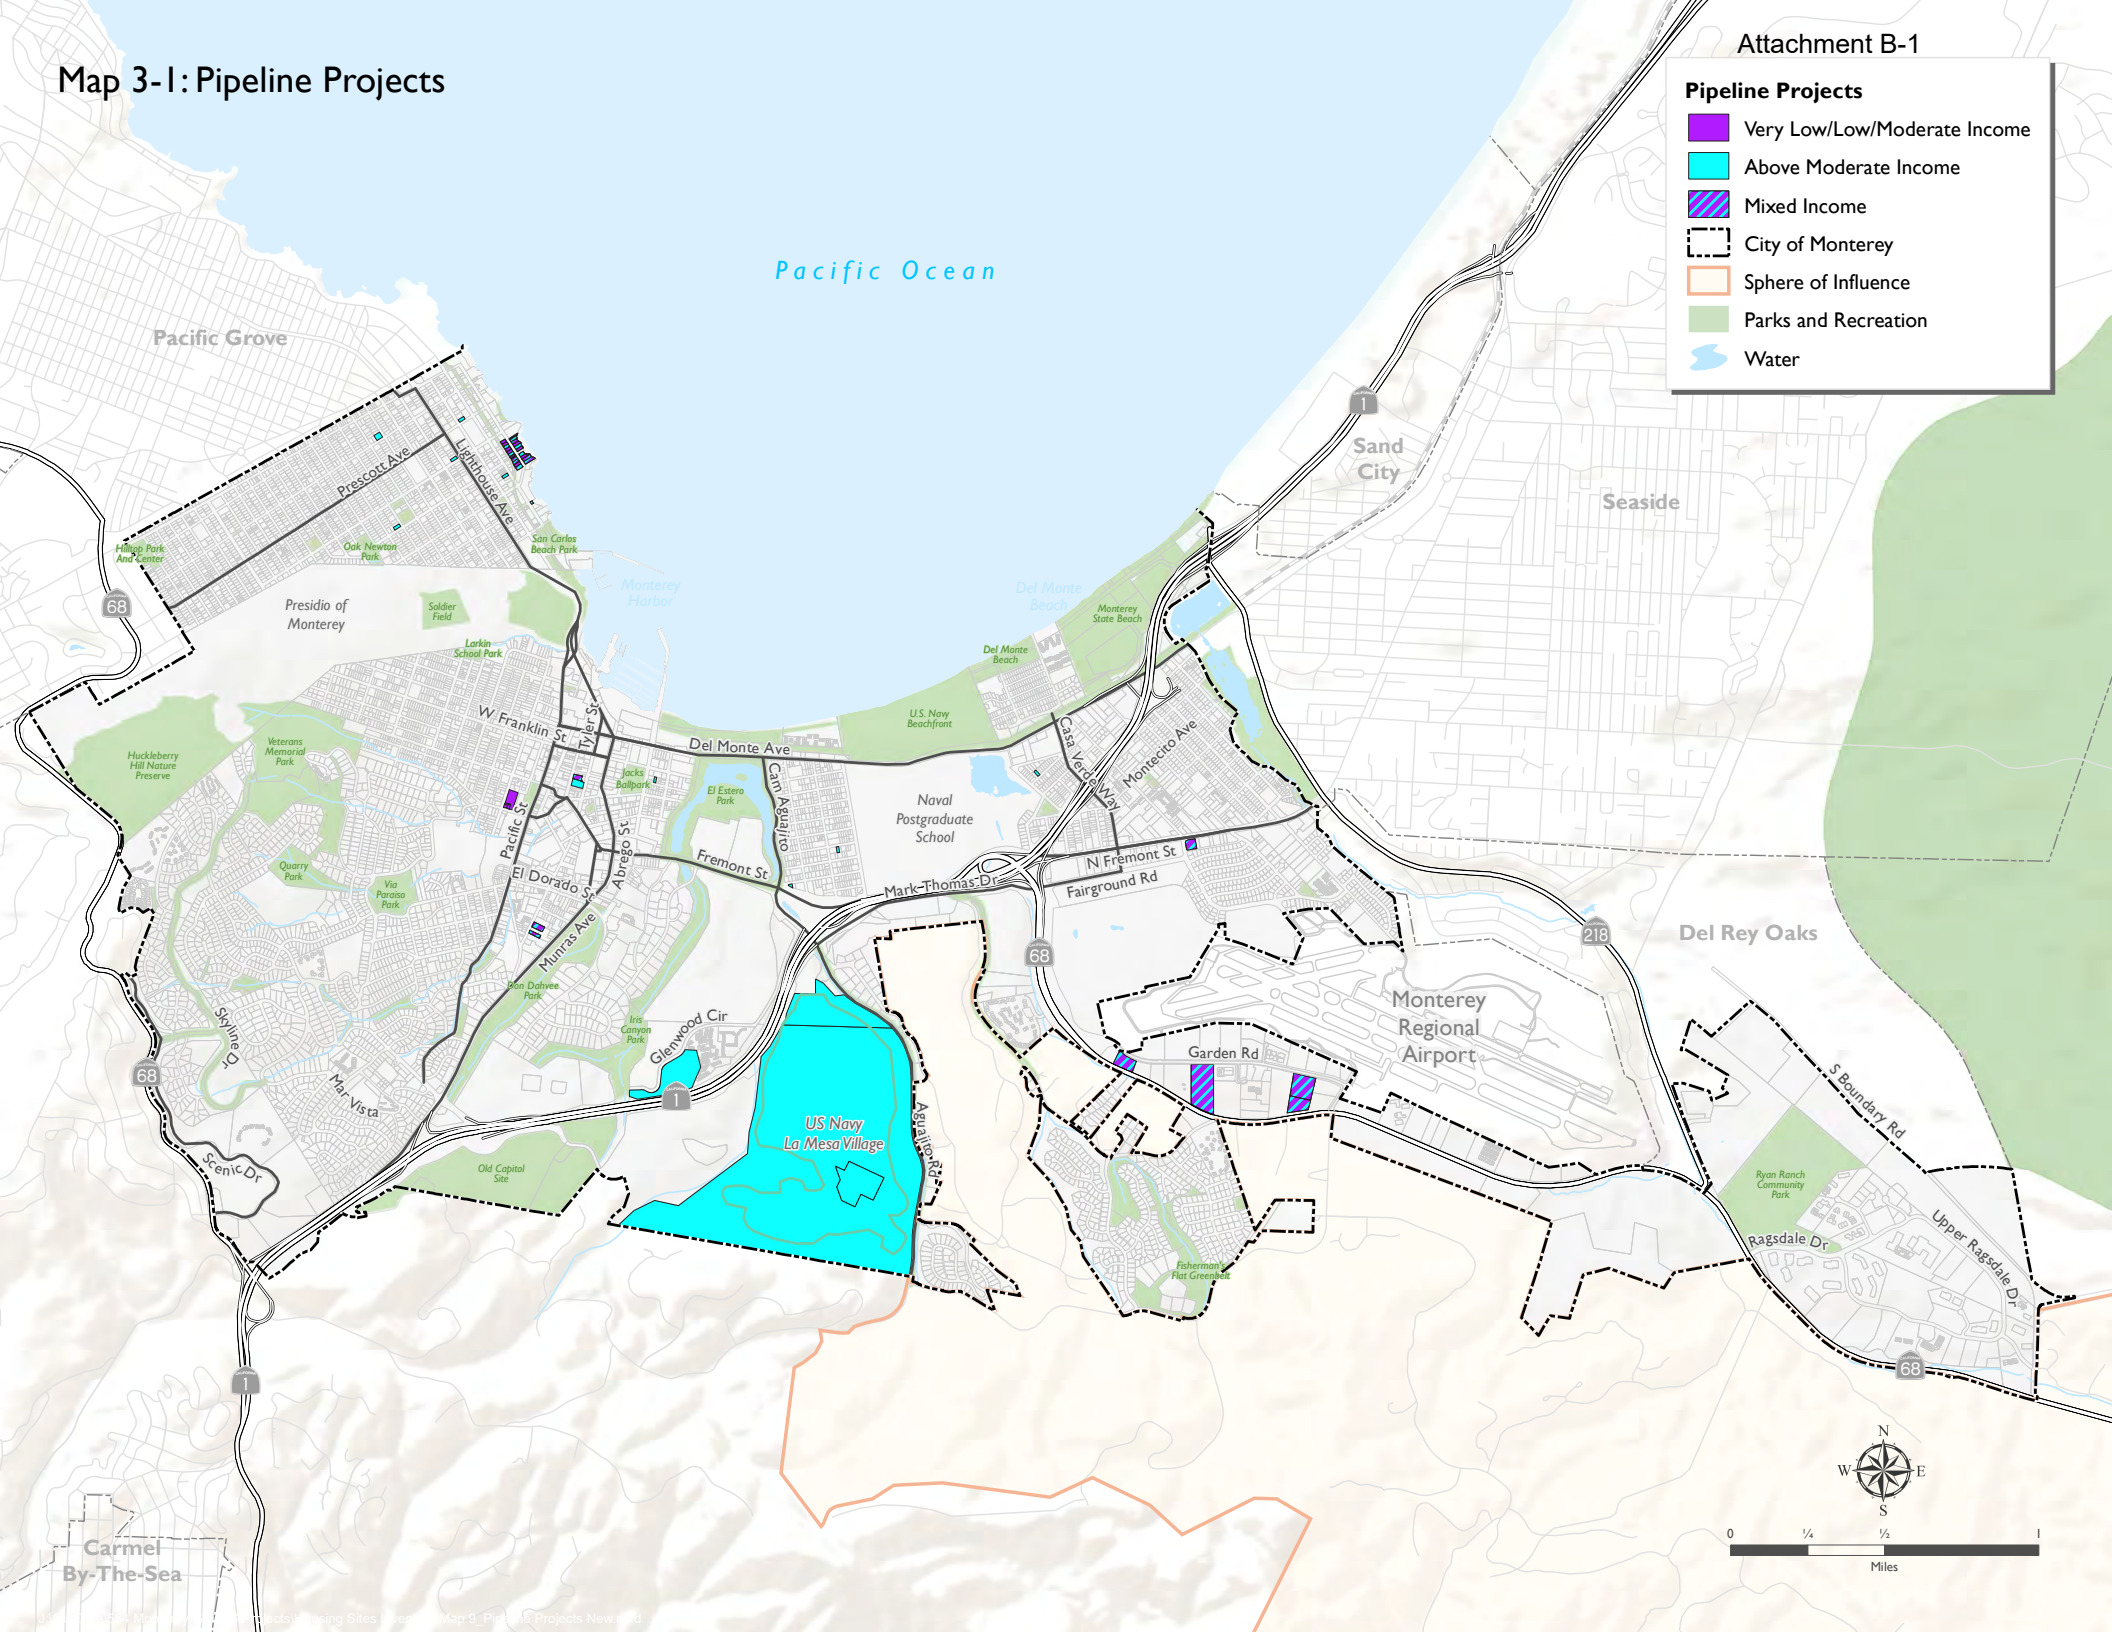 Attachment B-1
Map 3-1: Pipeline Projects
Pipeline Projects
Very Low/Low/Moderate Income
Above Moderate Income
Mixed Income
City of Monterey
Sphere of Influence
Parks and Recreation
Water
Pacific Ocean
Pacific Grove
1
Sand
City
Seaside
Prescott Ave
Lighthouse Ave
San Carlos
Beach Park
Hilltop Park
And Center
Oak Newton
Park
68
Presidio of
Monterey
Soldier
Field
Larkin
School Park
Monterey
Harbor
Del Monte
Beach
Monterey
State Beach
Del Monte
Beach
U.S. Navy
Beachfront
W Franklin St
Tyler St
Del Monte Ave
Casa Verde Way
Montecito Ave
Huckleberry
Hill Nature
Preserve
Veterans
Memorial
Park
Jacks
Ballpark
El Estero
Park
Cam Aguajito
Naval
Postgraduate
School
Pacific St
Abrego St
Fremont St
N Fremont St
Fairground Rd
Mark Thomas Dr
Quarry
Park
Via
Paraiso
Park
El Dorado St
Munras Ave
Don Dahvee
Park
68
218
Del Rey Oaks
Monterey
Regional
Airport
Skyline Dr
Iris
Canyon
Park
Glenwood Cir
Garden Rd
68
Mar Vista
1
US Navy
La Mesa Village
Aguajito Rd
S Boundary Rd
Scenic Dr
Old Capitol
Site
Ryan Ranch
Community
Park
Ragsdale Dr
Upper Ragsdale Dr
Fisherman's
Flat Greenbelt
1
68
N
W E
S
0 ¼ ½ 1
Miles
Carmel
By-The-Sea